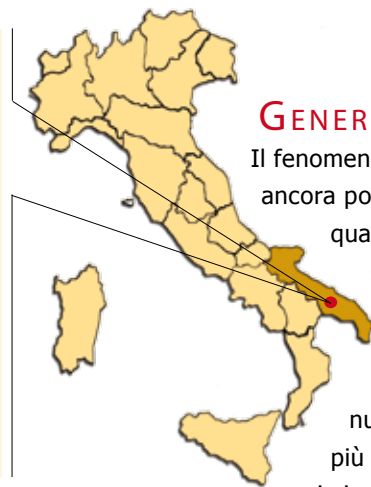 GENER
Il fenomen
ancora po
qua
nu
più